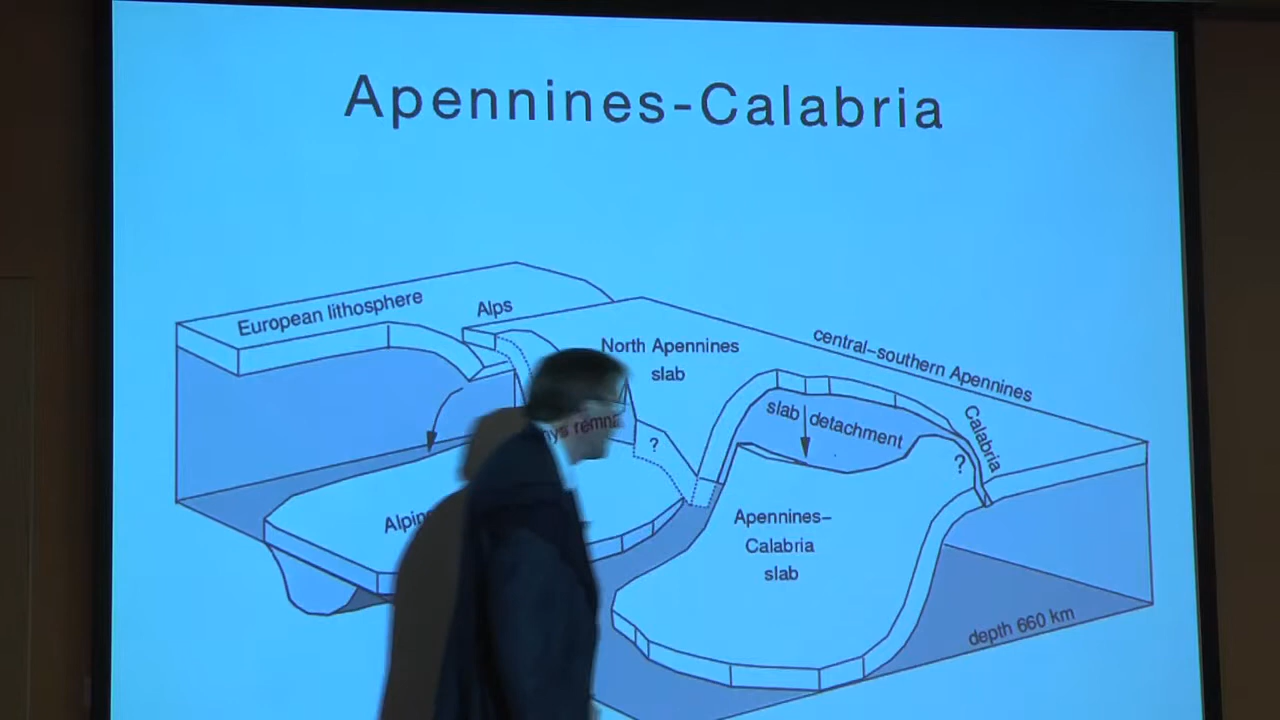 Apennines-Calabria
European lithosphere
Alps
North Apennines
slab
central-southern Apennines
Calabria
slab detachment
?
?
Apennines-
Calabria
slab
depth 660 km